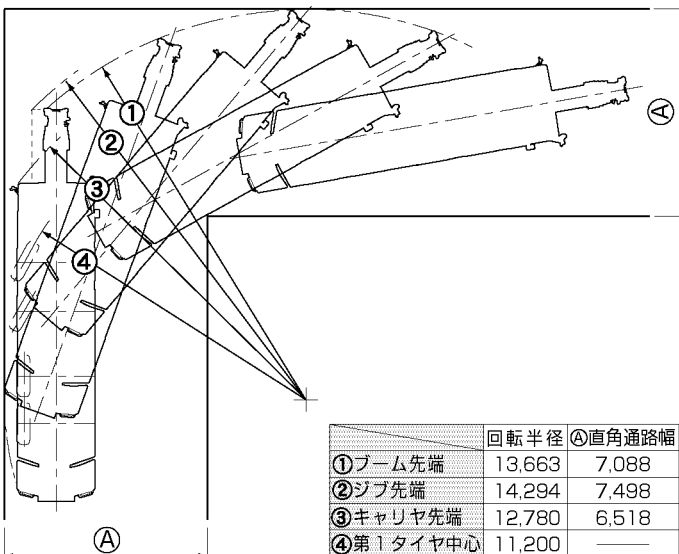 ①
②
③
④
Ⓐ
Ⓐ
回転半径 Ⓐ直角通路幅
①ブーム先端 13,663 7,088
②ジブ先端 14,294 7,498
③キャリヤ先端 12,780 6,518
④第1タイヤ中心 11,200 ——